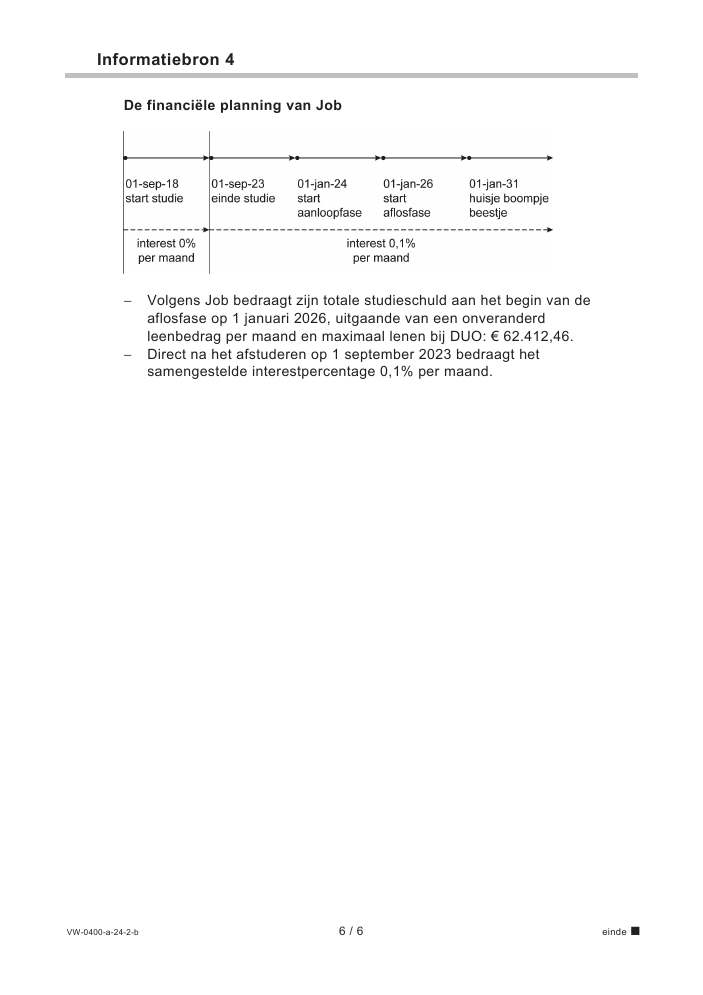 Informatiebron 4
De financiële planning van Job
01-sep-18 01-sep-23 01-jan-24 01-jan-26 01-jan-31
start studie einde studie start start huisje boompje
aanloopfase aflosfase beestje
interest 0% interest 0,1%
per maand per maand
– Volgens Job bedraagt zijn totale studieschuld aan het begin van de
aflosfase op 1 januari 2026, uitgaande van een onveranderd
leenbedrag per maand en maximaal lenen bij DUO: € 62.412,46.
– Direct na het afstuderen op 1 september 2023 bedraagt het
samengestelde interestpercentage 0,1% per maand.
VW-0400-a-24-2-b 6 / 6 einde ■